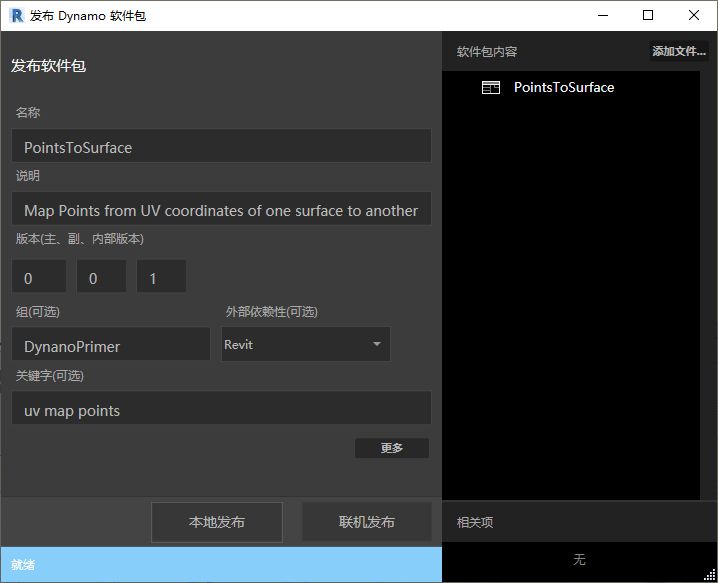 发布 Dynamo 软件包
发布软件包
名称
PointsToSurface
说明
Map Points from UV coordinates of one surface to another
版本(主、副、内部版本)
0 0 1
组(可选) 外部依赖性(可选)
DynanoPrimer Revit
关键字(可选)
uv map points
更多
本地发布 联机发布
就绪
软件包内容 添加文件...
PointsToSurface
相关项
无